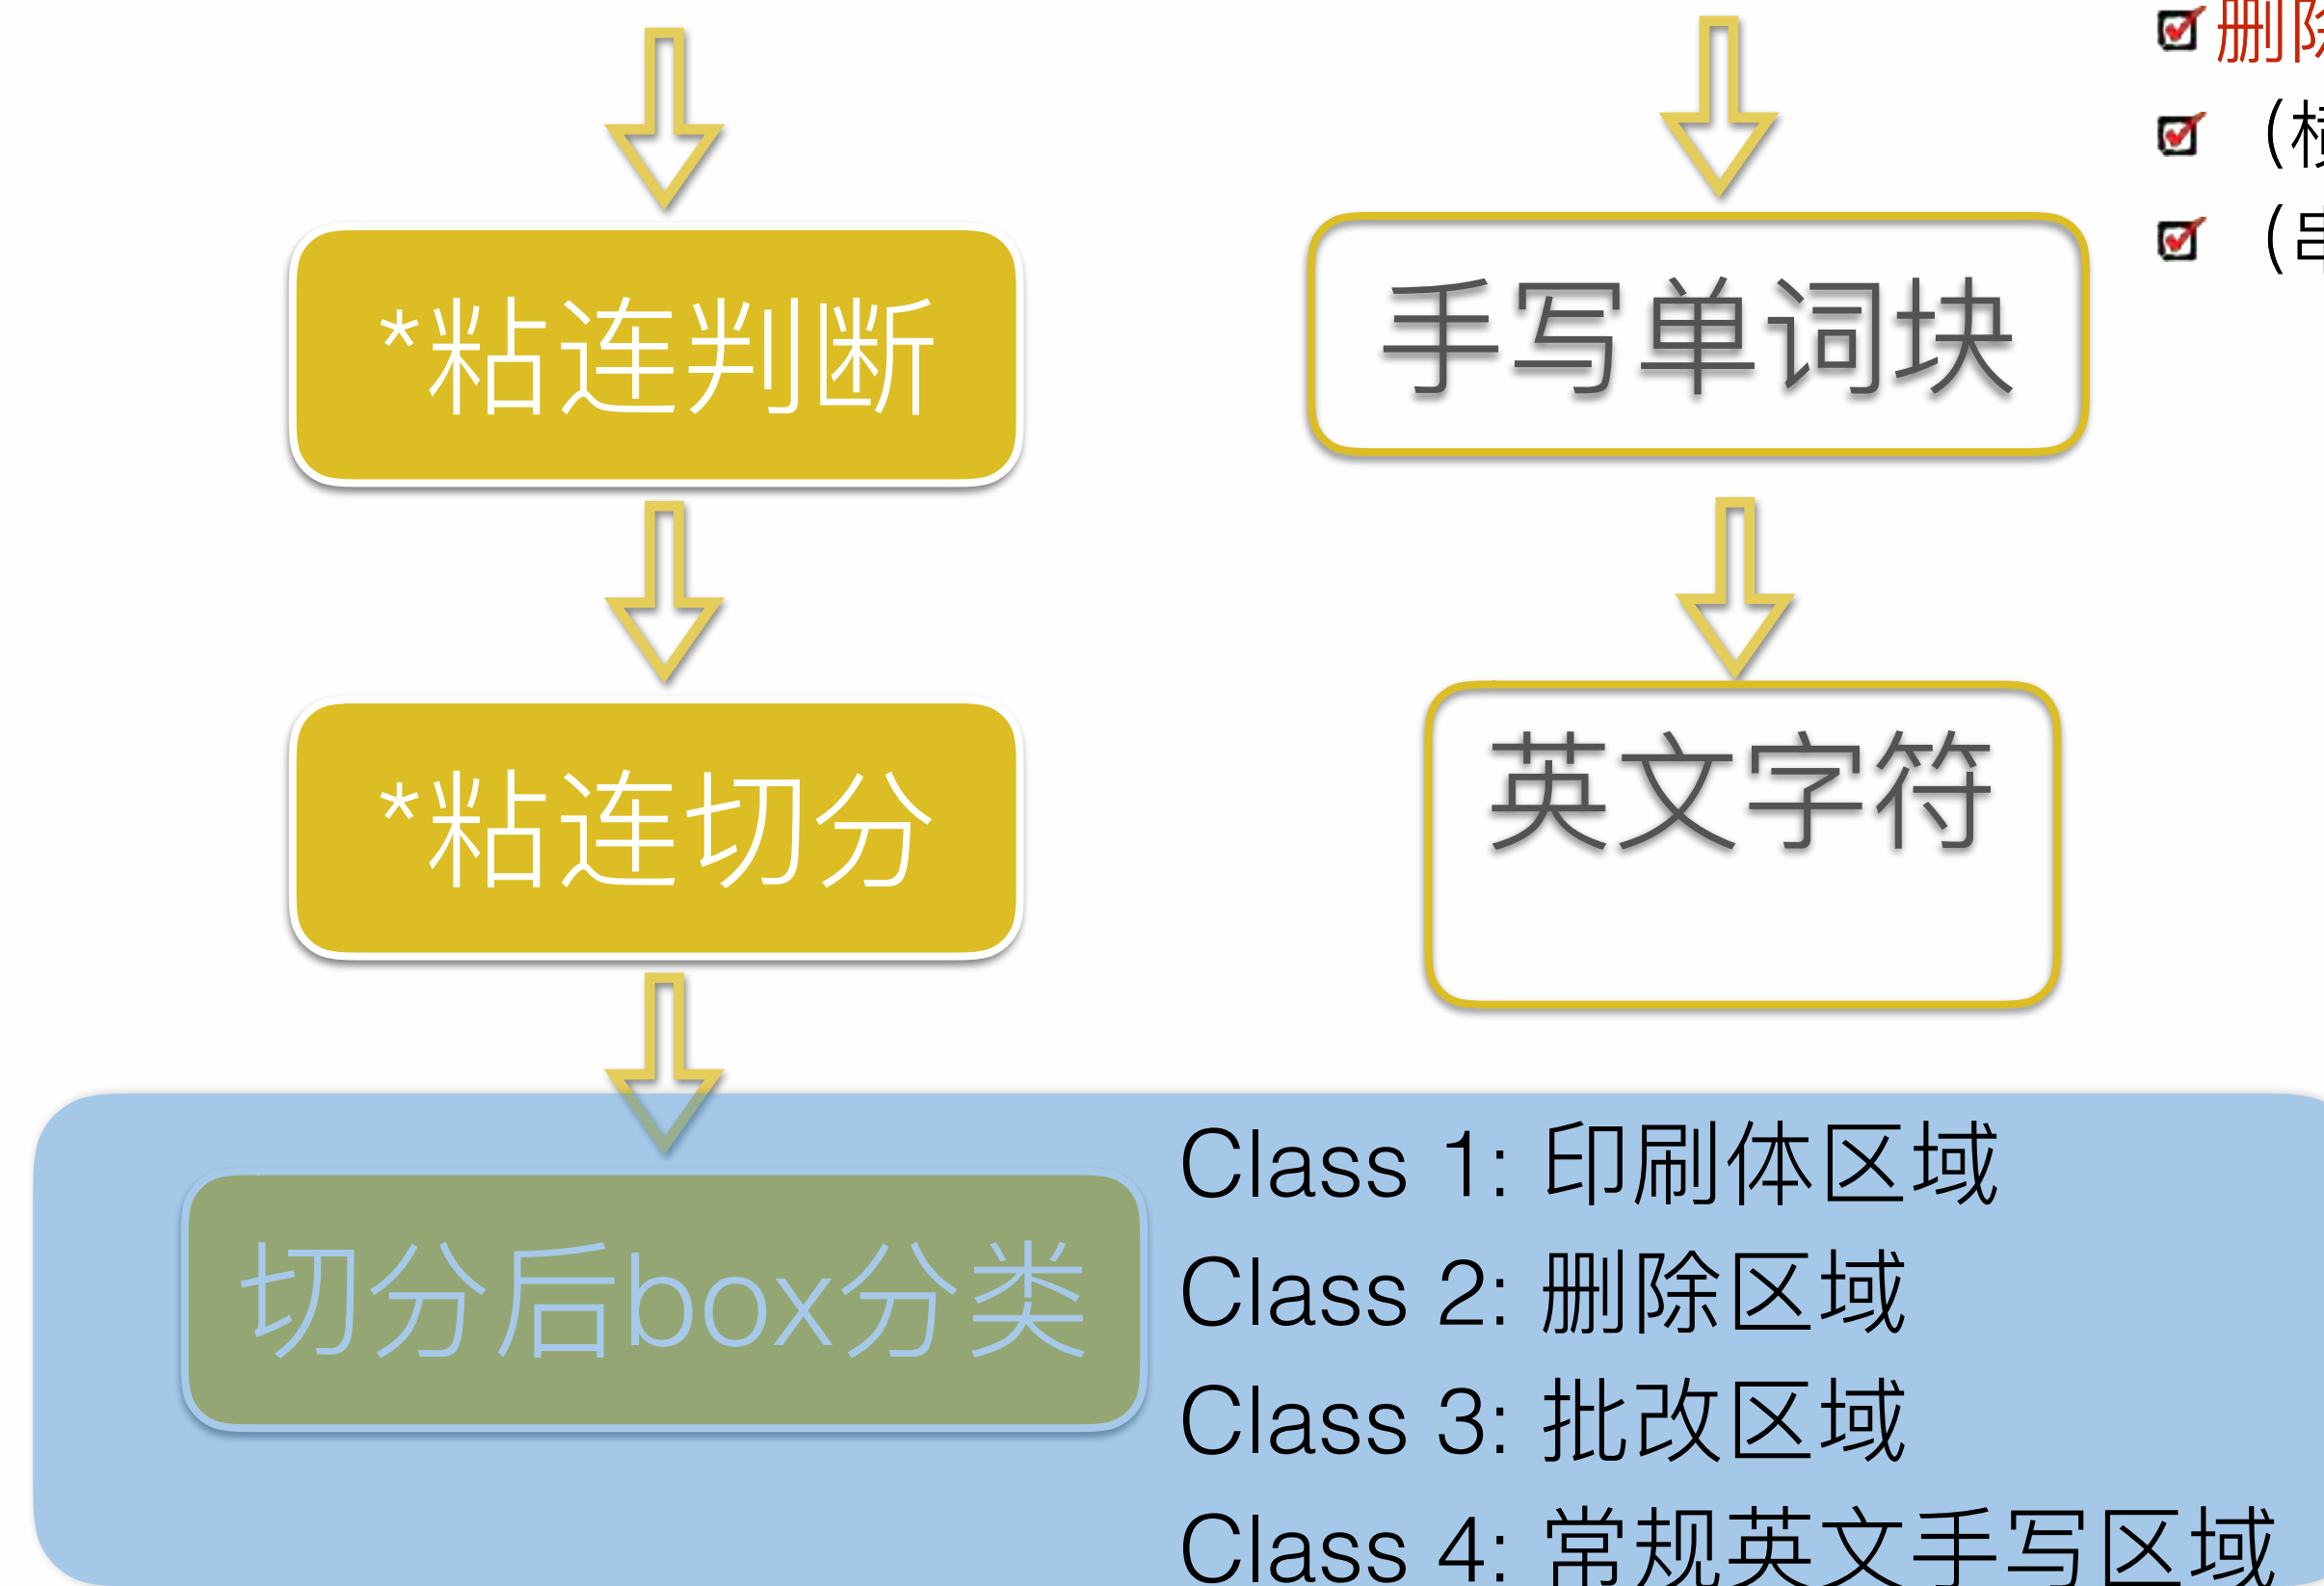 *粘连判断
*粘连切分
手写单词块
英文字符
删
切分后box分类
Class 1: 印刷体区域
Class 2: 删除区域
Class 3: 批改区域
Class 4: 常规英文手写区域